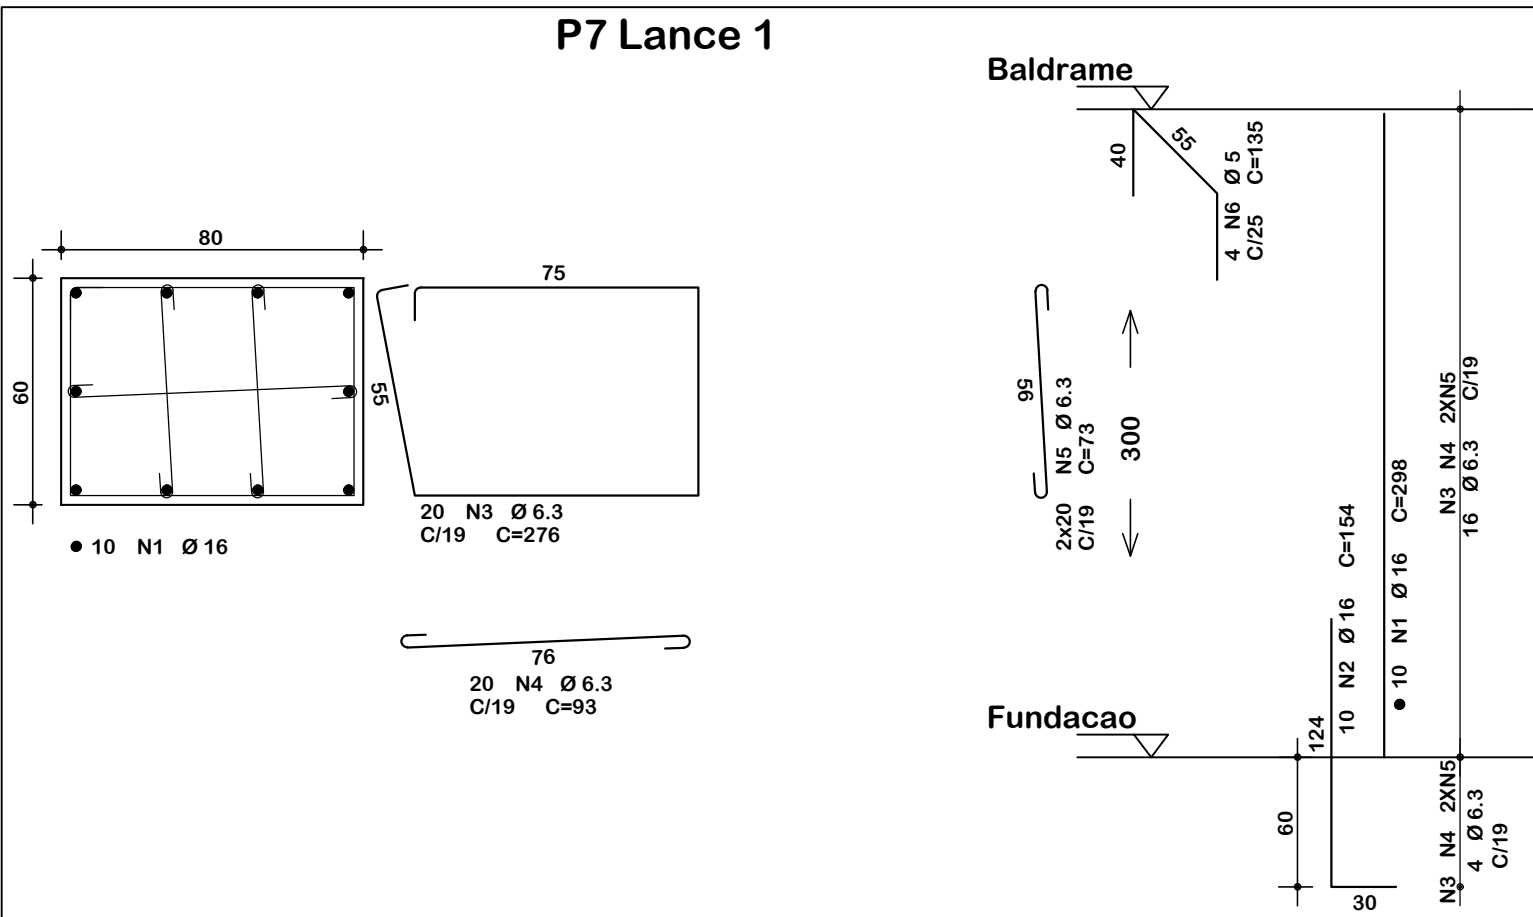 P7 Lance 1
Baldrame
40
55
4 N6 Ø 5
C/25 C=135
80
60
55
75
20 N3 Ø 6.3
C/19 C=276
● 10 N1 Ø 16
76
20 N4 Ø 6.3
C/19 C=93
56
2x20 N5 Ø 6.3
C/19 C=73
300
N3 N4 2XN5
16 Ø 6.3 C/19
● 10 N1 Ø 16 C=298
10 N2 Ø 16 C=154
124
Fundacao
60
30
N3 N4 2XN5
4 Ø 6.3
C/19